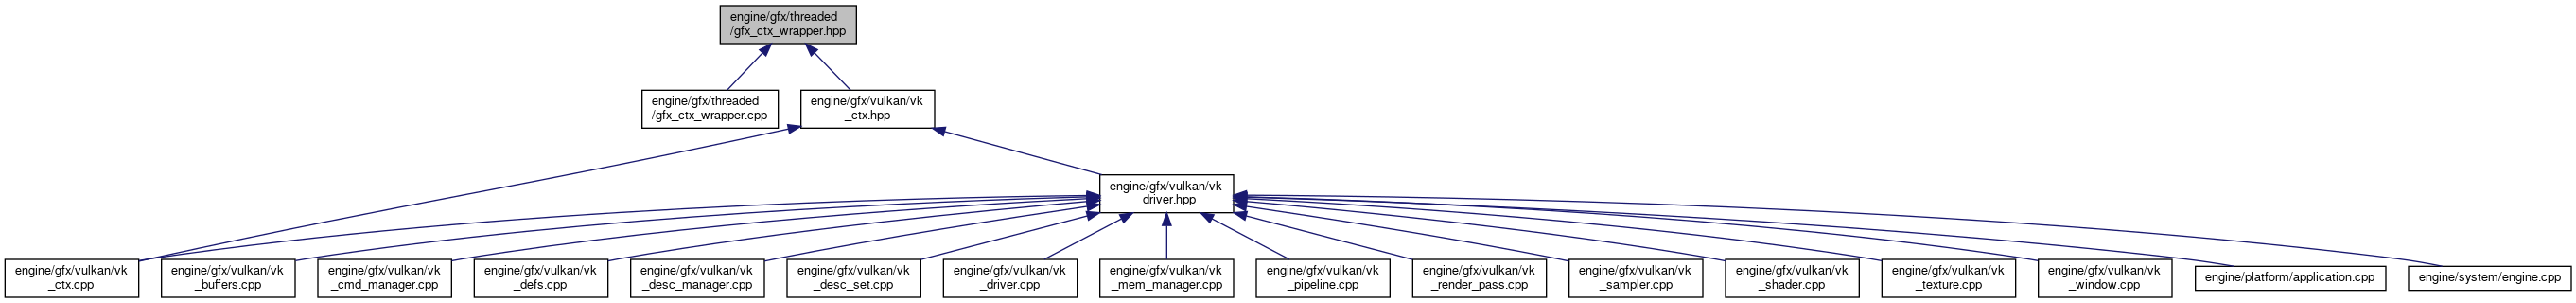 engine/gfx/threaded
/gfx_ctx_wrapper.hpp
engine/gfx/threaded
/gfx_ctx_wrapper.cpp
engine/gfx/vulkan/vk
_ctx.hpp
engine/gfx/vulkan/vk
_driver.hpp
engine/gfx/vulkan/vk
_ctx.cpp
engine/gfx/vulkan/vk
_buffers.cpp
engine/gfx/vulkan/vk
_cmd_manager.cpp
engine/gfx/vulkan/vk
_defs.cpp
engine/gfx/vulkan/vk
_desc_manager.cpp
engine/gfx/vulkan/vk
_desc_set.cpp
engine/gfx/vulkan/vk
_driver.cpp
engine/gfx/vulkan/vk
_mem_manager.cpp
engine/gfx/vulkan/vk
_pipeline.cpp
engine/gfx/vulkan/vk
_render_pass.cpp
engine/gfx/vulkan/vk
_sampler.cpp
engine/gfx/vulkan/vk
_shader.cpp
engine/gfx/vulkan/vk
_texture.cpp
engine/gfx/vulkan/vk
_window.cpp
engine/platform/application.cpp
engine/system/engine.cpp